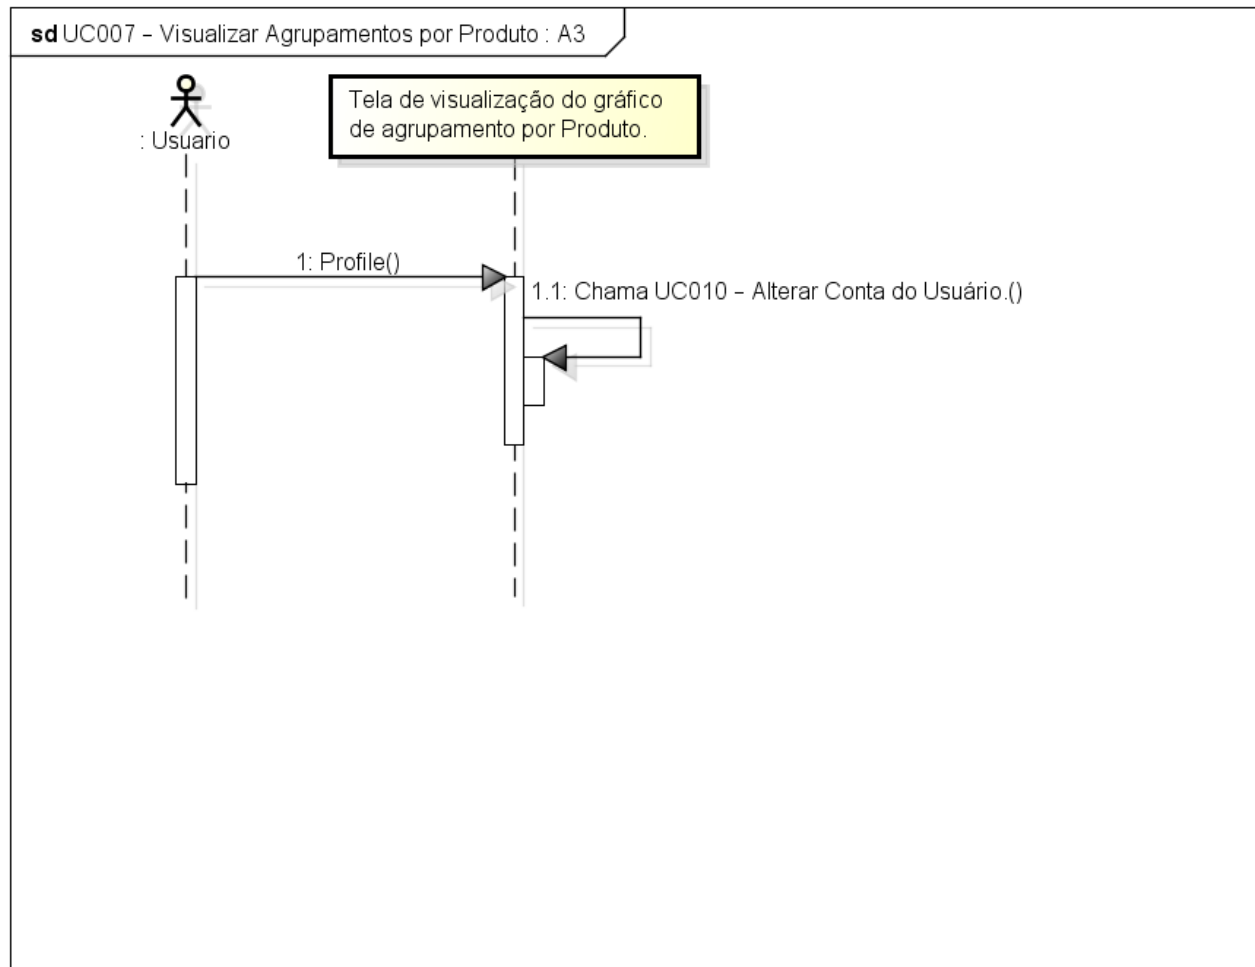 sd UC007 – Visualizar Agrupamentos por Produto : A3
Tela de visualização do gráfico
de agrupamento por Produto.
: Usuario
1: Profile()
1.1: Chama UC010 – Alterar Conta do Usuário.()